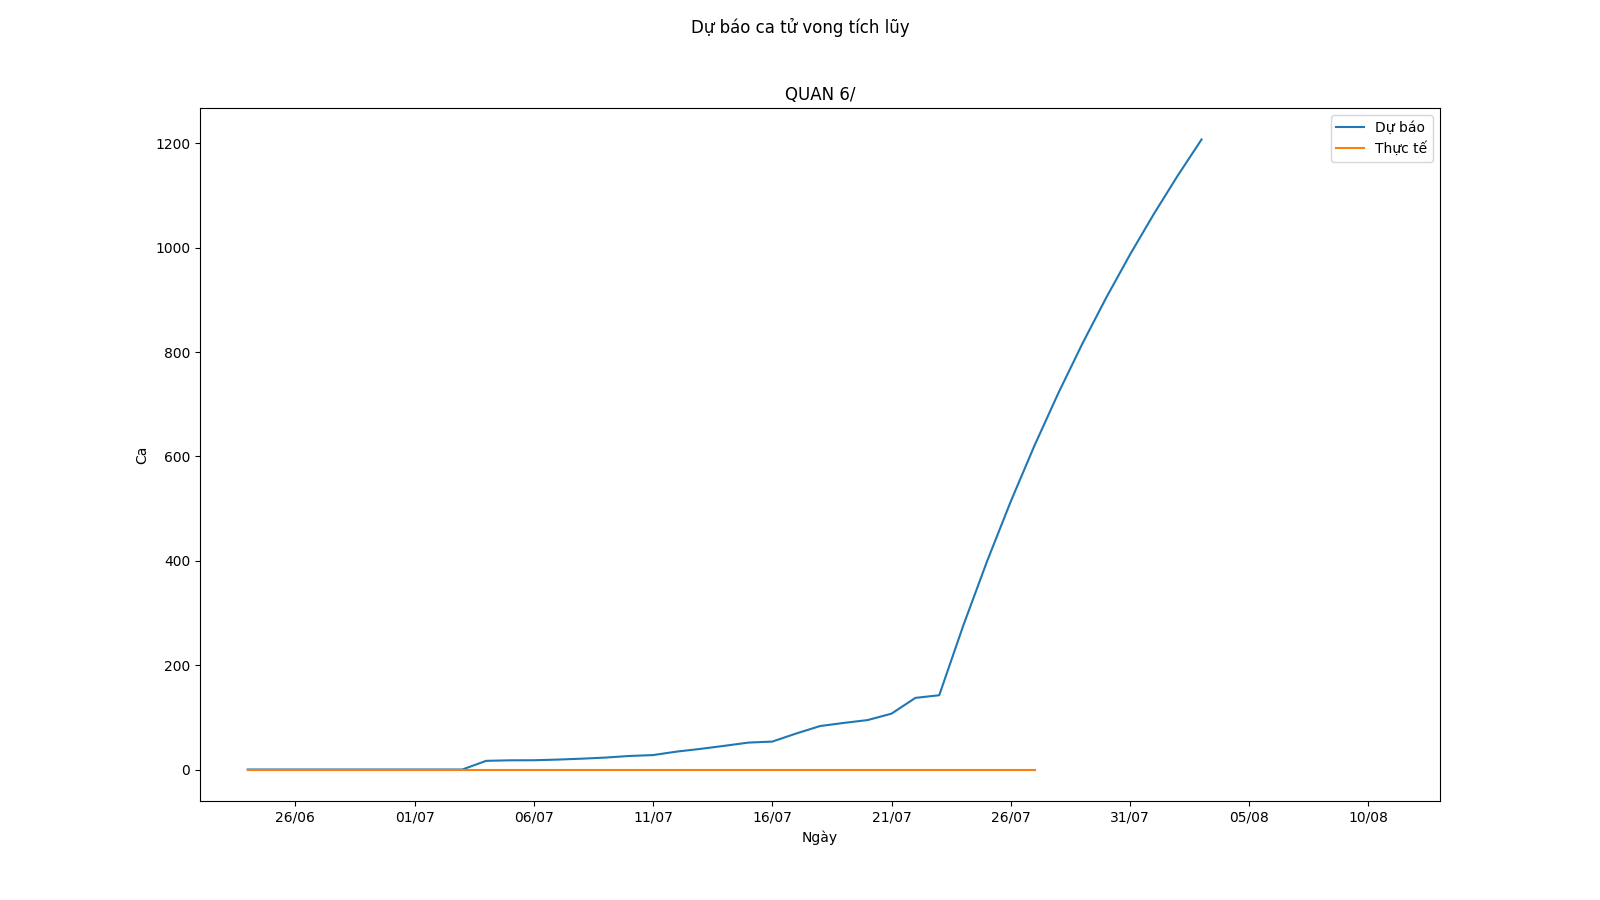 Dự báo ca tử vong tích lũy
QUAN 6/
Dự báo
Thực tế
1200
1000
800
600
400
200
0
Ca
26/06
01/07
06/07
11/07
16/07
21/07
26/07
31/07
05/08
10/08
Ngày